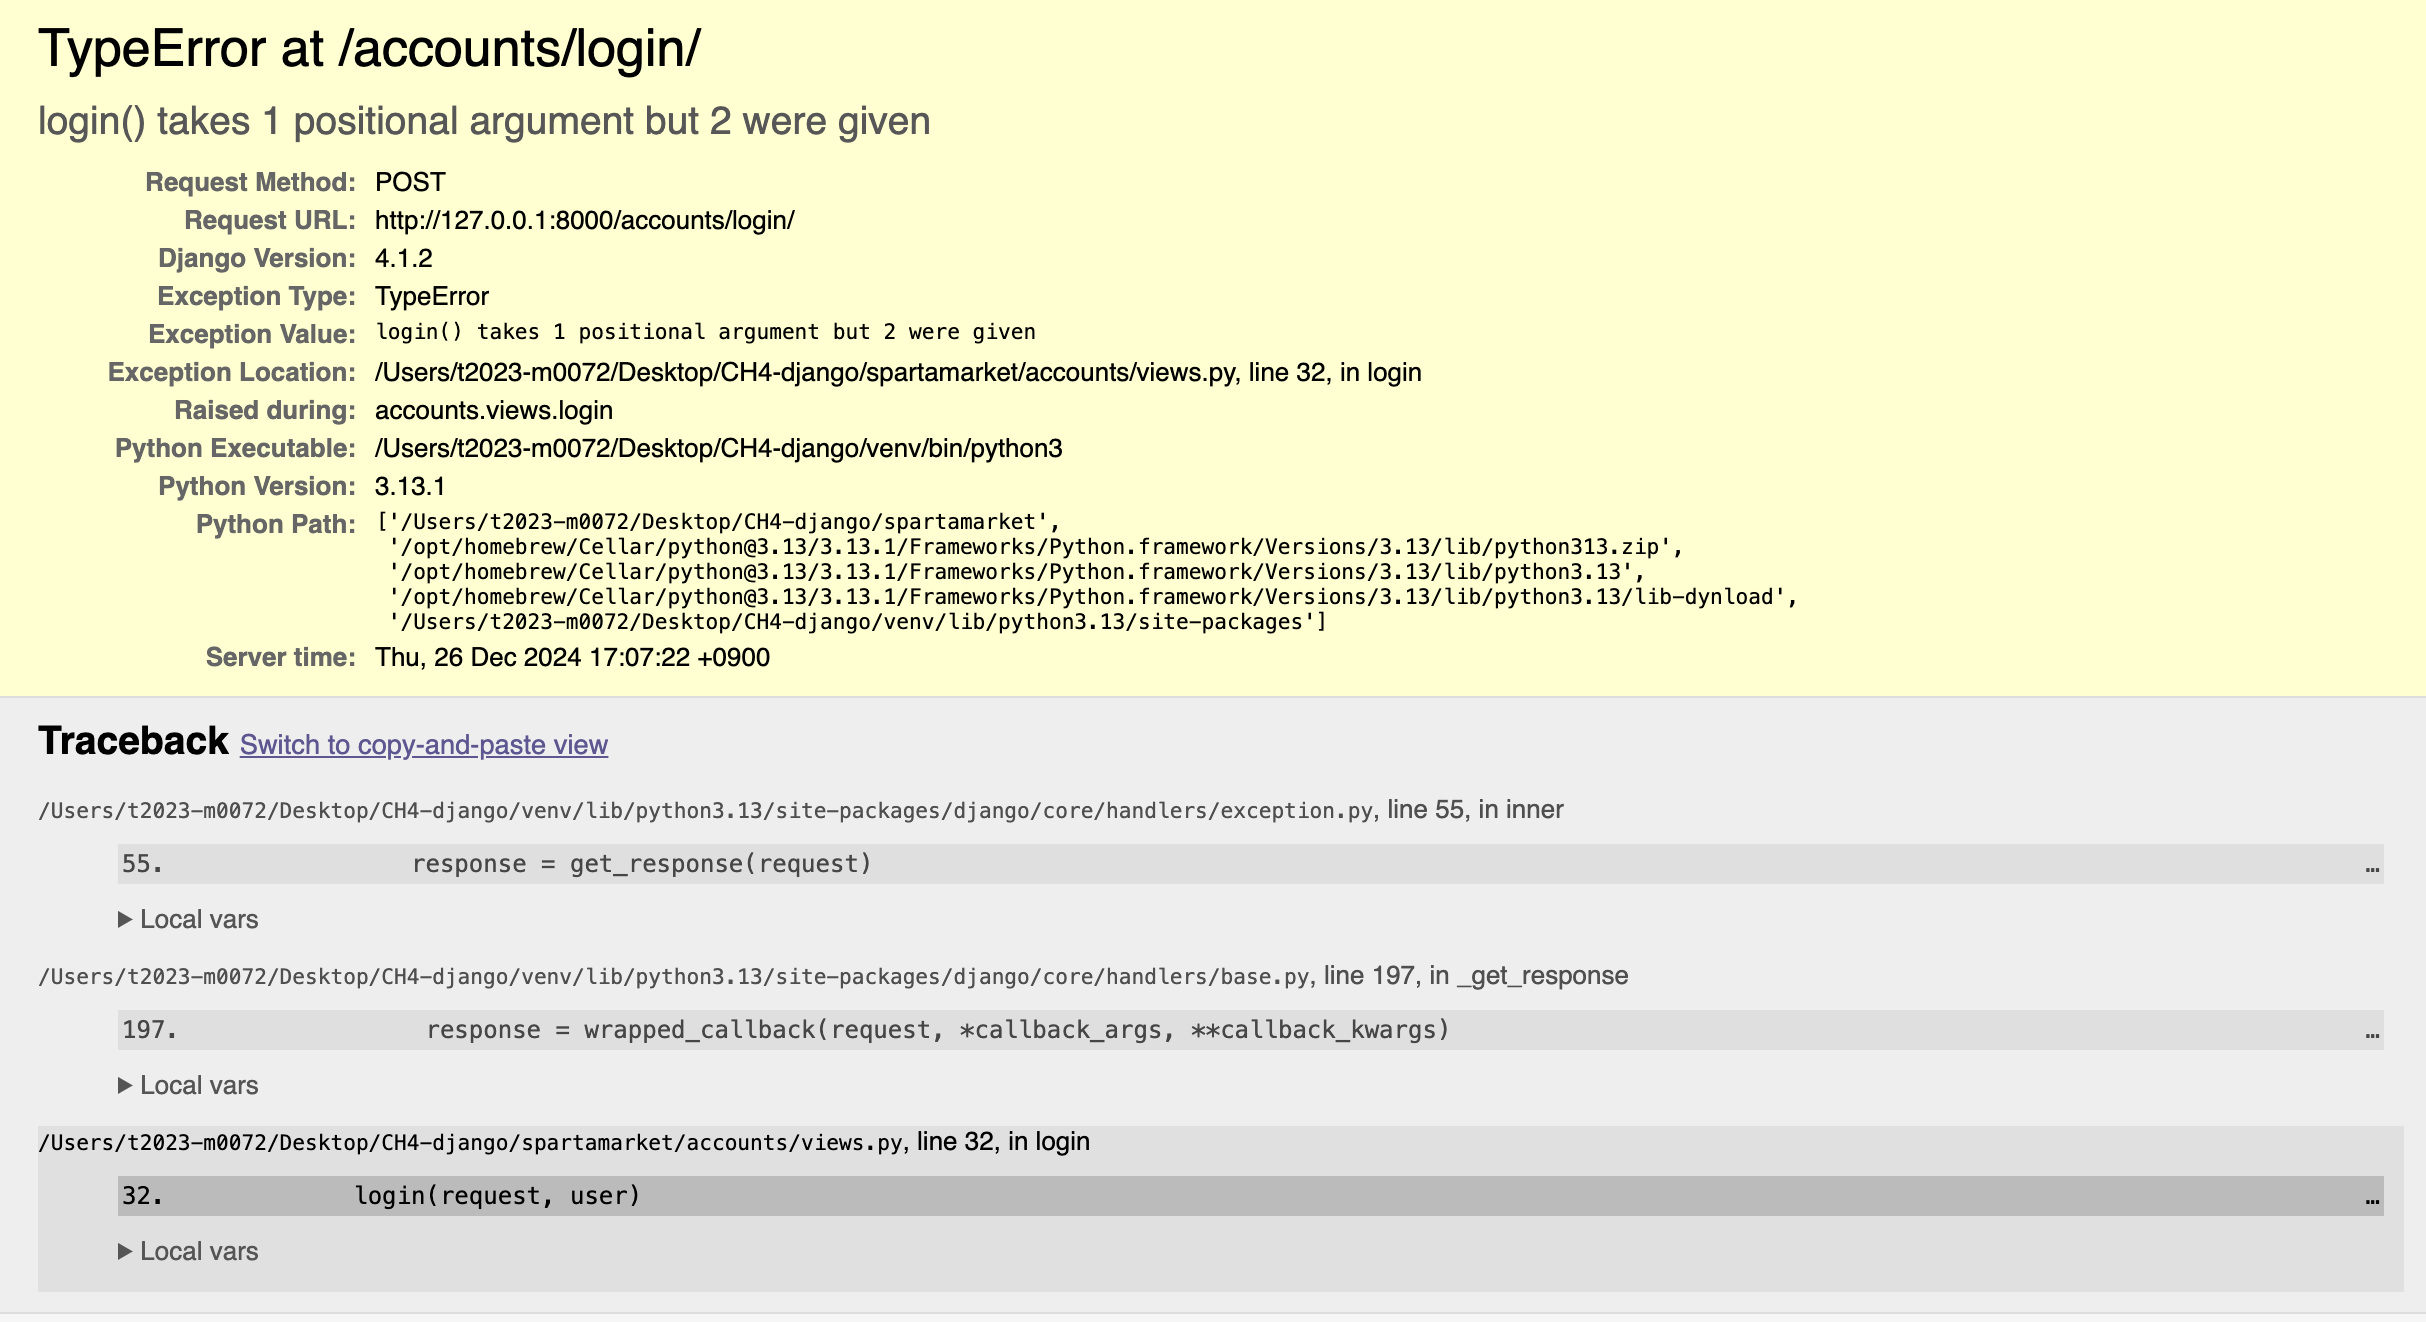 TypeError at /accounts/login/
login() takes 1 positional argument but 2 were given
Request Method: POST
Request URL: http://127.0.0.1:8000/accounts/login/
Django Version: 4.1.2
Exception Type: TypeError
Exception Value: login() takes 1 positional argument but 2 were given
Exception Location: /Users/t2023-m0072/Desktop/CH4-django/spartamarket/accounts/views.py, line 32, in login
Raised during: accounts.views.login
Python Executable: /Users/t2023-m0072/Desktop/CH4-django/venv/bin/python3
Python Version: 3.13.1
Python Path: ['/Users/t2023-m0072/Desktop/CH4-django/spartamarket',
'/opt/homebrew/Cellar/python@3.13/3.13.1/Frameworks/Python.framework/Versions/3.13/lib/python313.zip',
'/opt/homebrew/Cellar/python@3.13/3.13.1/Frameworks/Python.framework/Versions/3.13/lib/python3.13',
'/opt/homebrew/Cellar/python@3.13/3.13.1/Frameworks/Python.framework/Versions/3.13/lib/python3.13/lib-dynload',
'/Users/t2023-m0072/Desktop/CH4-django/venv/lib/python3.13/site-packages']
Server time: Thu, 26 Dec 2024 17:07:22 +0900
Traceback Switch to copy-and-paste view
/Users/t2023-m0072/Desktop/CH4-django/venv/lib/python3.13/site-packages/django/core/handlers/exception.py, line 55, in inner
55. response = get_response(request) …
▶ Local vars
/Users/t2023-m0072/Desktop/CH4-django/venv/lib/python3.13/site-packages/django/core/handlers/base.py, line 197, in _get_response
197. response = wrapped_callback(request, *callback_args, **callback_kwargs) …
▶ Local vars
/Users/t2023-m0072/Desktop/CH4-django/spartamarket/accounts/views.py, line 32, in login
32. login(request, user) …
▶ Local vars